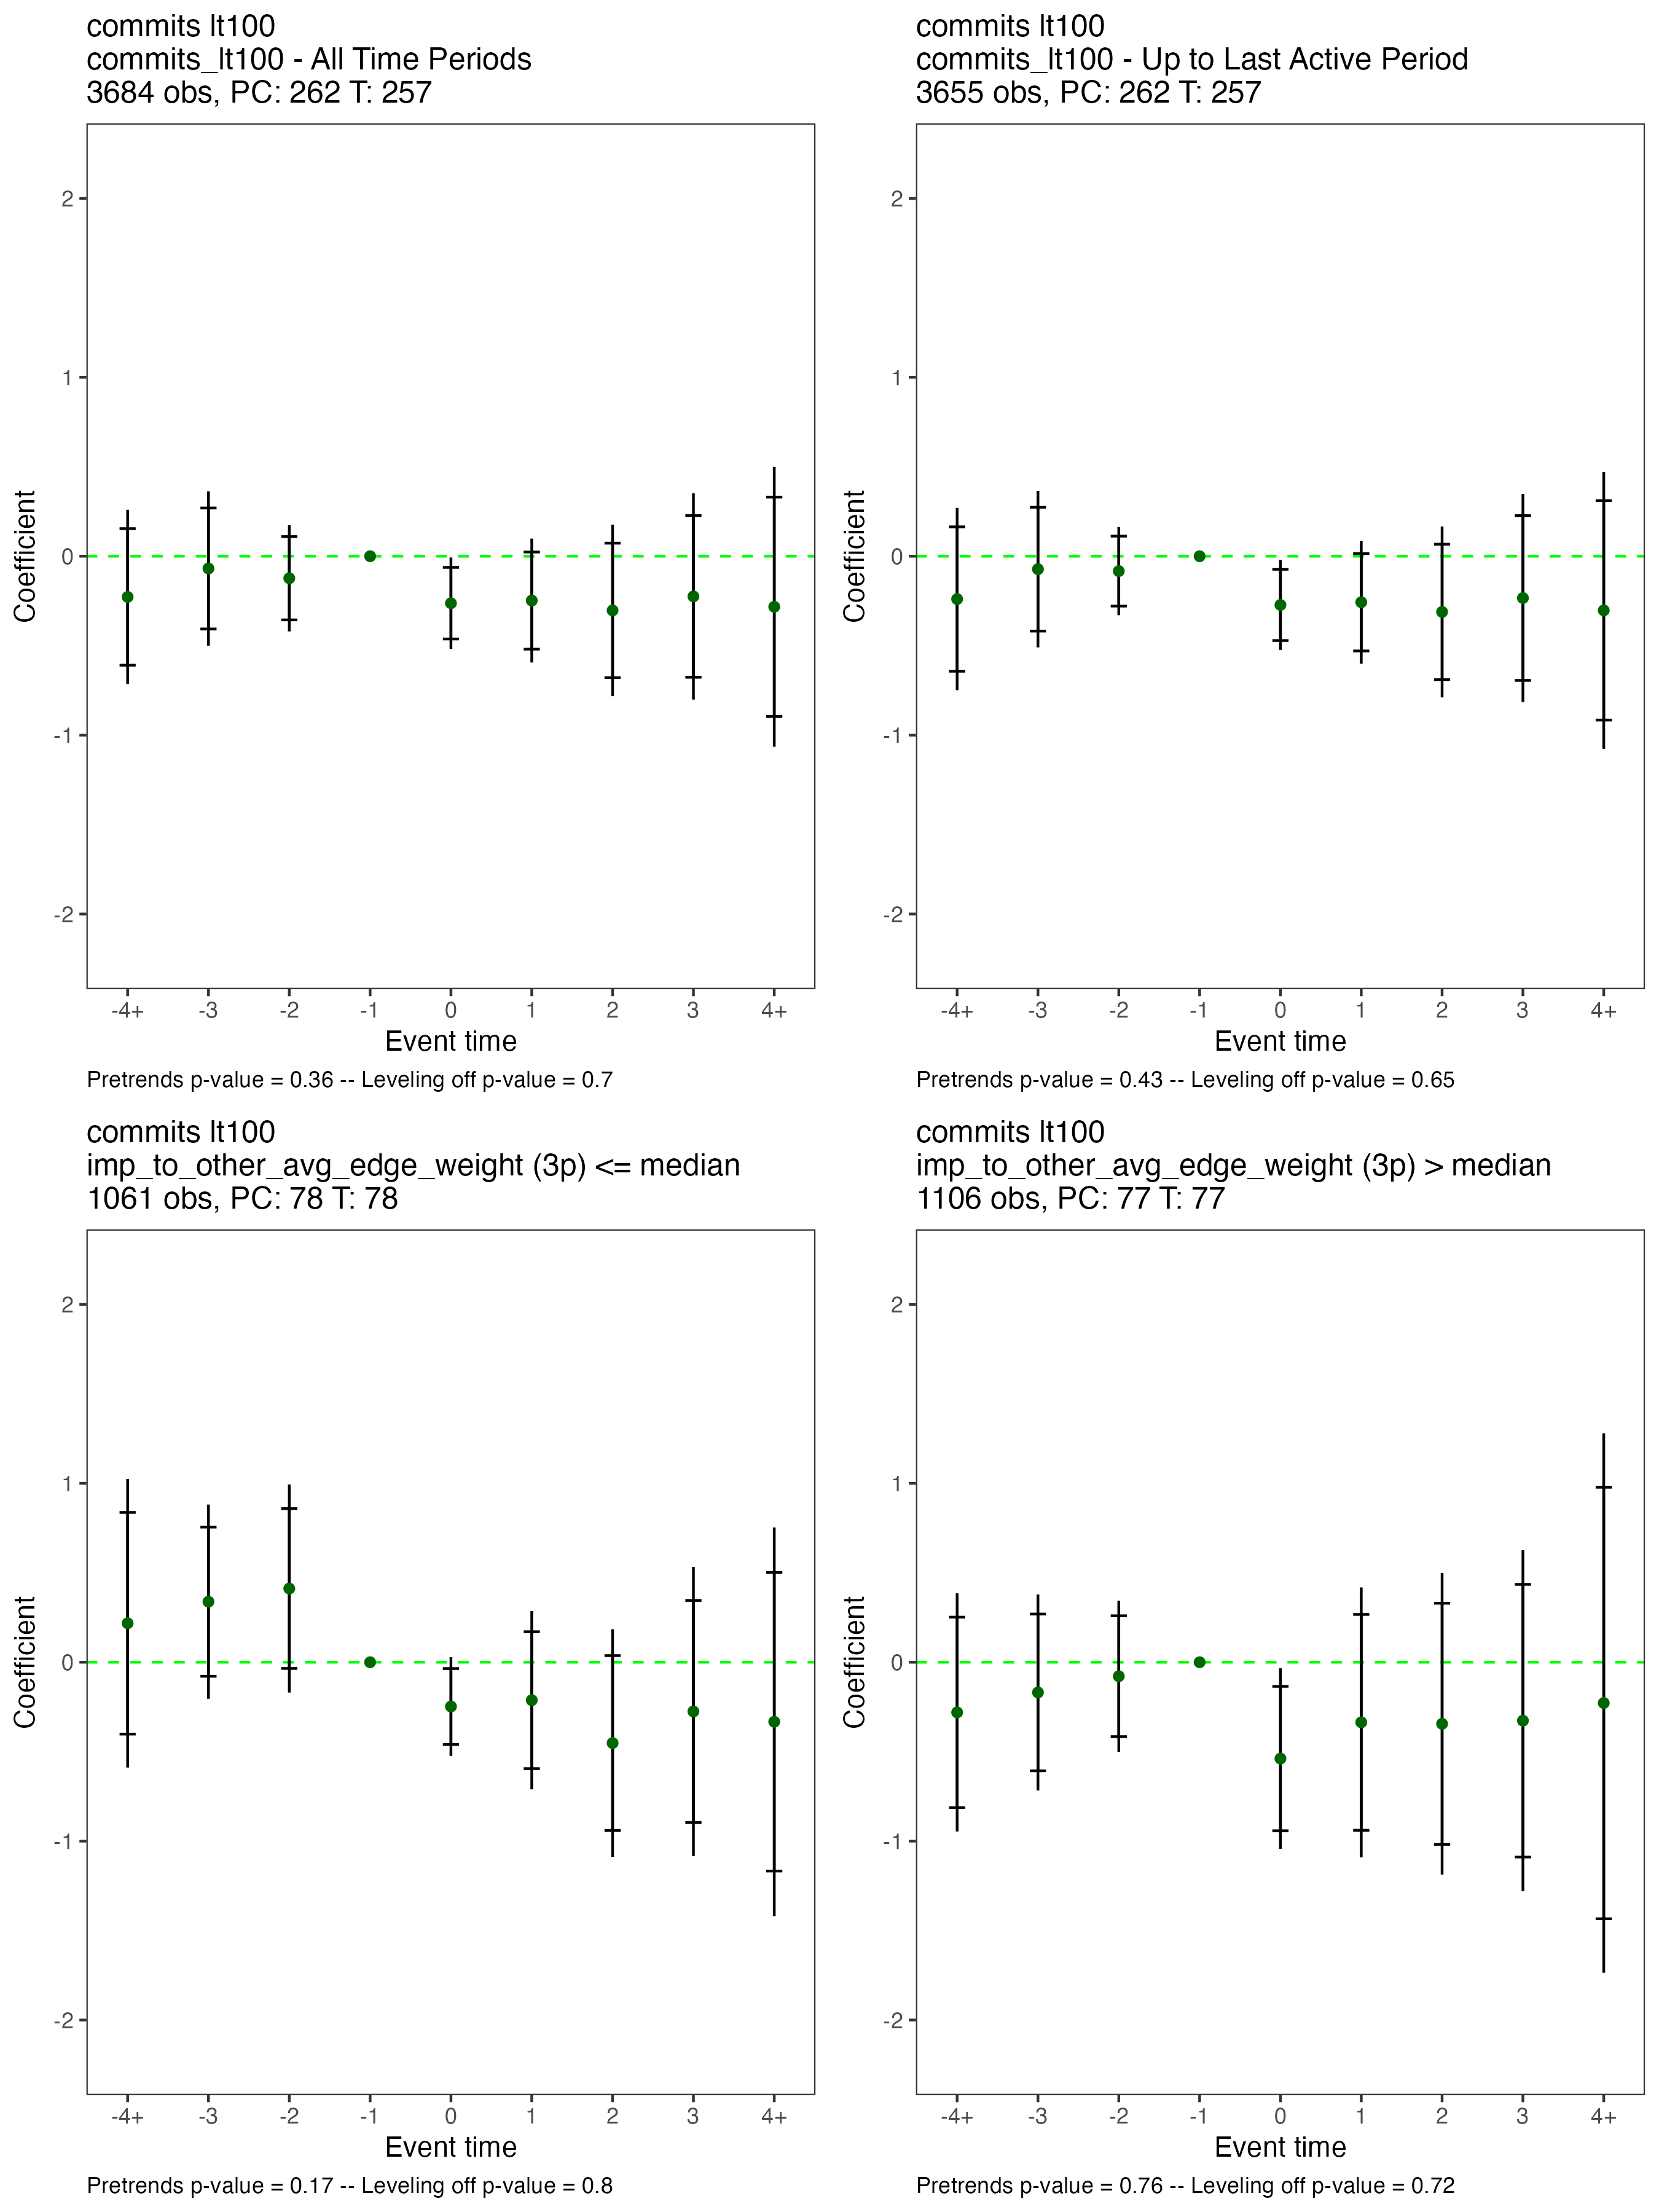 commits lt100
commits_lt100 - All Time Periods
3684 obs, PC: 262 T: 257
2
1
0
-1
-2
Coefficient
-4+ -3 -2 -1 0 1 2 3 4+
Event time
Pretrends p-value = 0.36 -- Leveling off p-value = 0.7
commits lt100
commits_lt100 - Up to Last Active Period
3655 obs, PC: 262 T: 257
2
1
0
-1
-2
Coefficient
-4+ -3 -2 -1 0 1 2 3 4+
Event time
Pretrends p-value = 0.43 -- Leveling off p-value = 0.65
commits lt100
imp_to_other_avg_edge_weight (3p) <= median
1061 obs, PC: 78 T: 78
2
1
0
-1
-2
Coefficient
-4+ -3 -2 -1 0 1 2 3 4+
Event time
Pretrends p-value = 0.17 -- Leveling off p-value = 0.8
commits lt100
imp_to_other_avg_edge_weight (3p) > median
1106 obs, PC: 77 T: 77
2
1
0
-1
-2
Coefficient
-4+ -3 -2 -1 0 1 2 3 4+
Event time
Pretrends p-value = 0.76 -- Leveling off p-value = 0.72